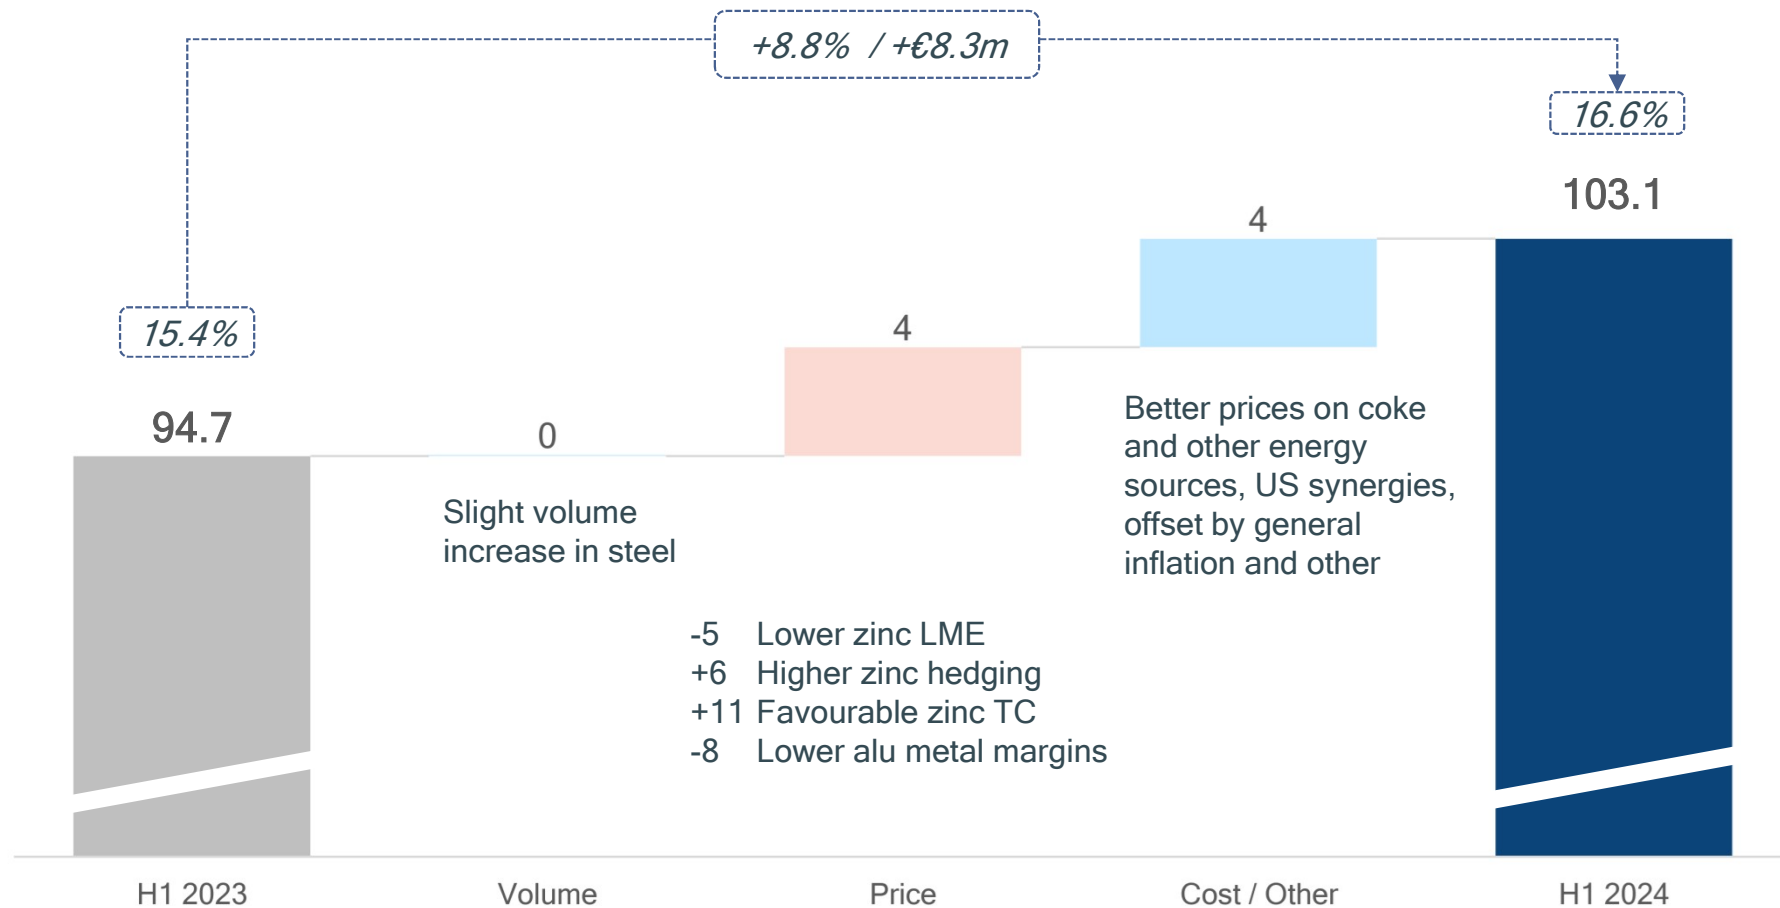 +8.8% / +€8.3m
16.6%
103.1
4
4
15.4%
94.7
0
Better prices on coke
and other energy
sources, US synergies,
offset by general
inflation and other
Slight volume
increase in steel
-5 Lower zinc LME
+6 Higher zinc hedging
+11 Favourable zinc TC
-8 Lower alu metal margins
H1 2023
Volume
Price
Cost / Other
H1 2024